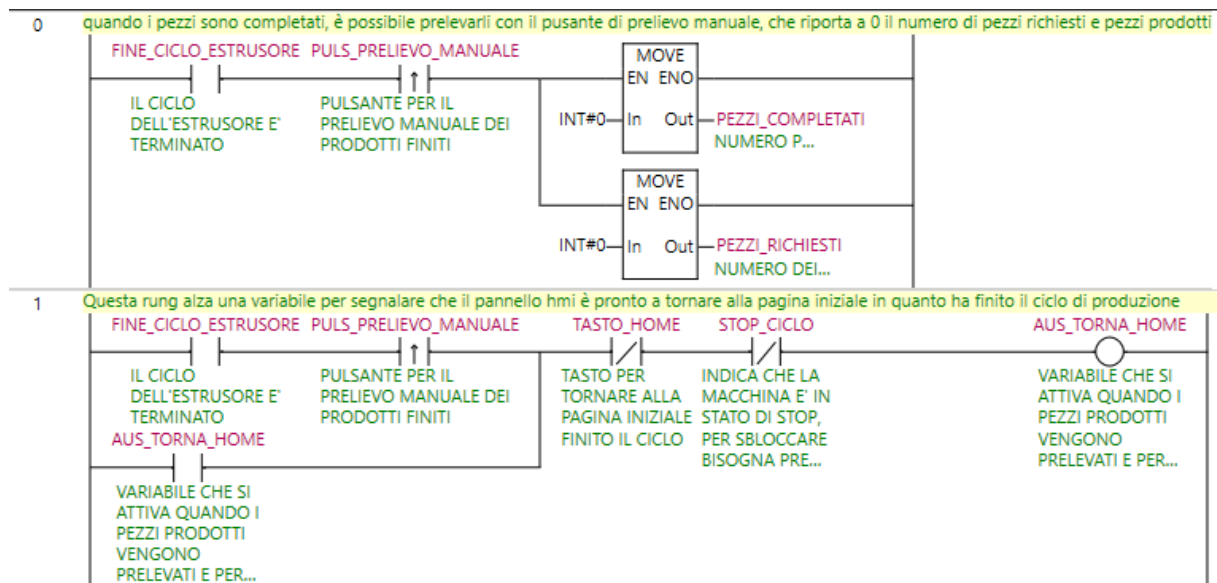 0
quando i pezzi sono completati, è possibile prelevarli con il pusante di prelievo manuale, che riporta a 0 il numero di pezzi richiesti e pezzi prodotti
FINE_CICLO_ESTRUSORE PULS_PRELIEVO_MANUALE
MOVE
EN ENO
IL CICLO
DELL'ESTRUSORE E'
TERMINATO
PULSANTE PER IL
PRELIEVO MANUALE DEI
PRODOTTI FINITI
INT#0 In Out PEZZI_COMPLETATI
NUMERO P...
MOVE
EN ENO
INT#0 In Out PEZZI_RICHIESTI
NUMERO DEI...
1
Questa rung alza una variabile per segnalare che il pannello hmi è pronto a tornare alla pagina iniziale in quanto ha finito il ciclo di produzione
FINE_CICLO_ESTRUSORE PULS_PRELIEVO_MANUALE TASTO_HOME STOP_CICLO AUS_TORNA_HOME
IL CICLO
DELL'ESTRUSORE E'
TERMINATO
PULSANTE PER IL
PRELIEVO MANUALE DEI
PRODOTTI FINITI
TASTO PER
TORNARE ALLA
PAGINA INIZIALE
FINITO IL CICLO
INDICA CHE LA
MACCHINA E' IN
STATO DI STOP,
PER SBLOCCARE
BISOGNA PRE...
VARIABILE CHE SI
ATTIVA QUANDO I
PEZZI PRODOTTI
VENGONO
PRELEVATI E PER...
AUS_TORNA_HOME
VARIABILE CHE SI
ATTIVA QUANDO I
PEZZI PRODOTTI
VENGONO
PRELEVATI E PER...